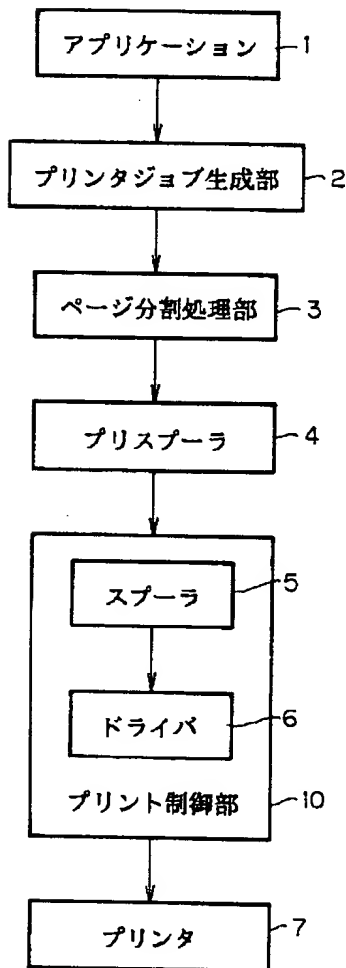 アプリケーション 1
プリンタジョブ生成部 2
ページ分割処理部 3
プリスプーラ 4
スプーラ 5
ドライバ 6
プリント制御部 10
プリンタ 7